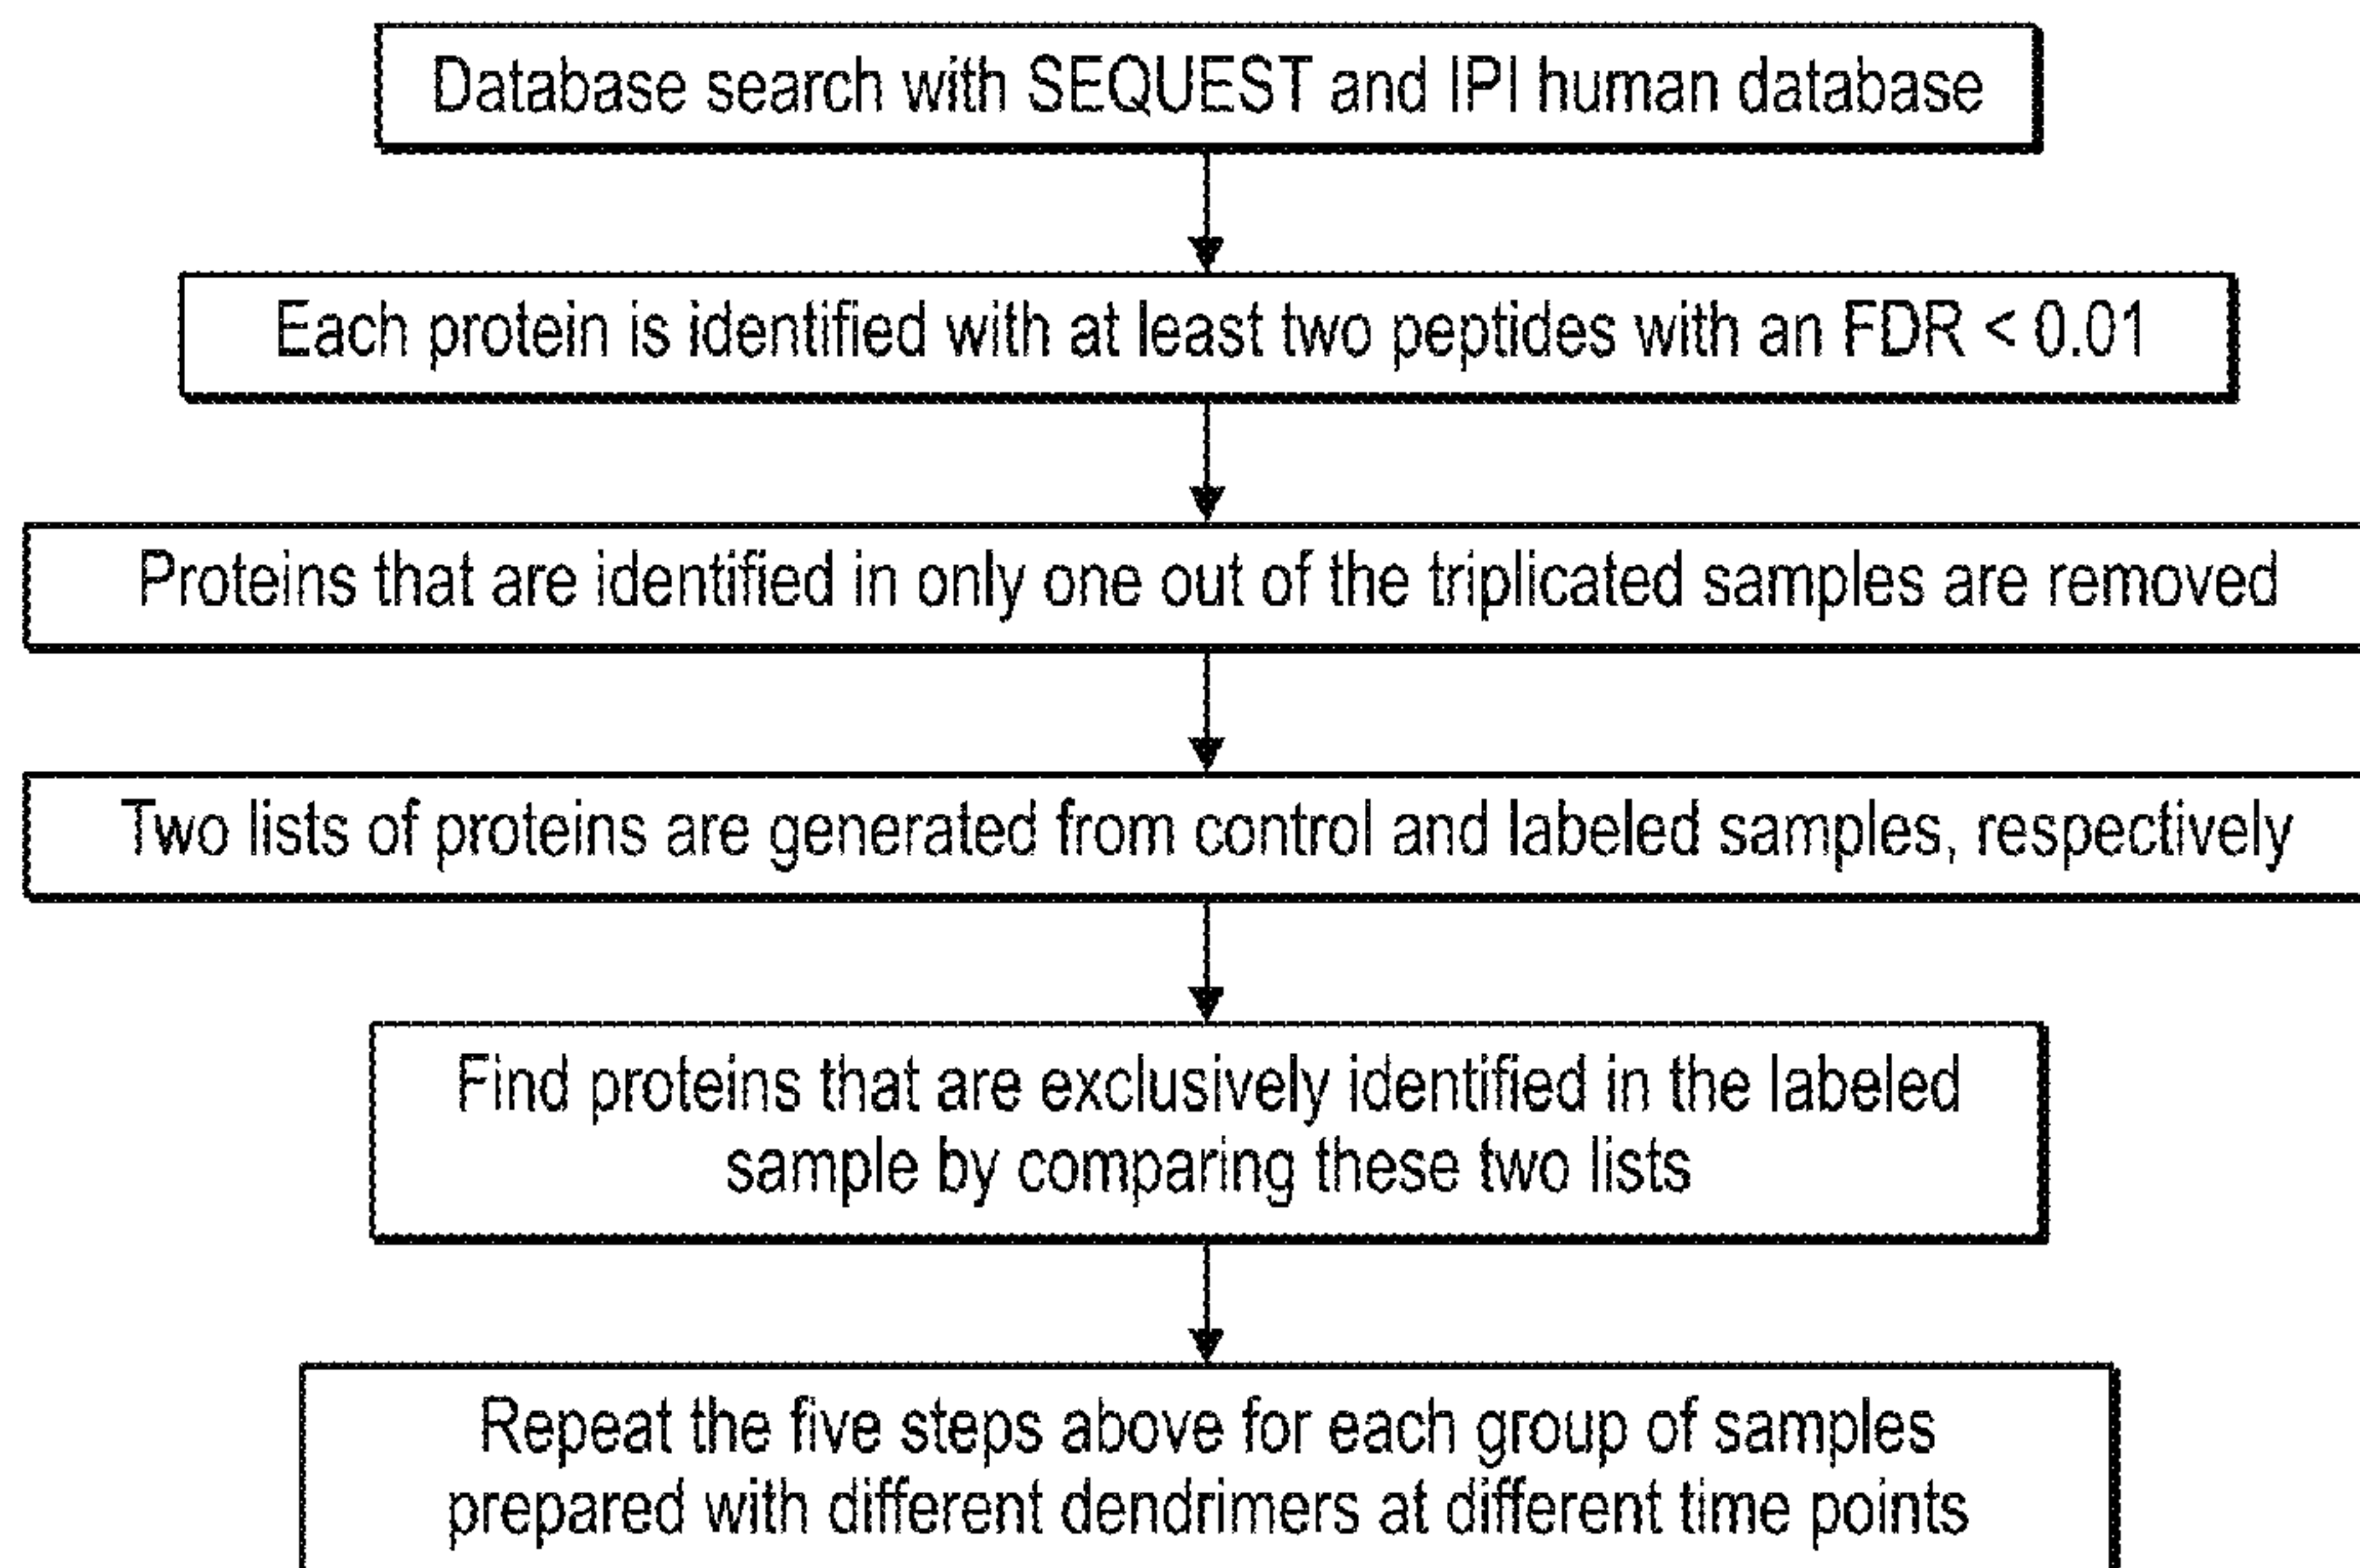 Database search with SEQUEST and IPI human database
Each protein is identified with at least two peptides with an FDR < 0.01
Proteins that are identified in only one out of the triplicated samples are removed
Two lists of proteins are generated from control and labeled samples, respectively
Find proteins that are exclusively identified in the labeled
sample by comparing these two lists
Repeat the five steps above for each group of samples
prepared with different dendrimers at different time points